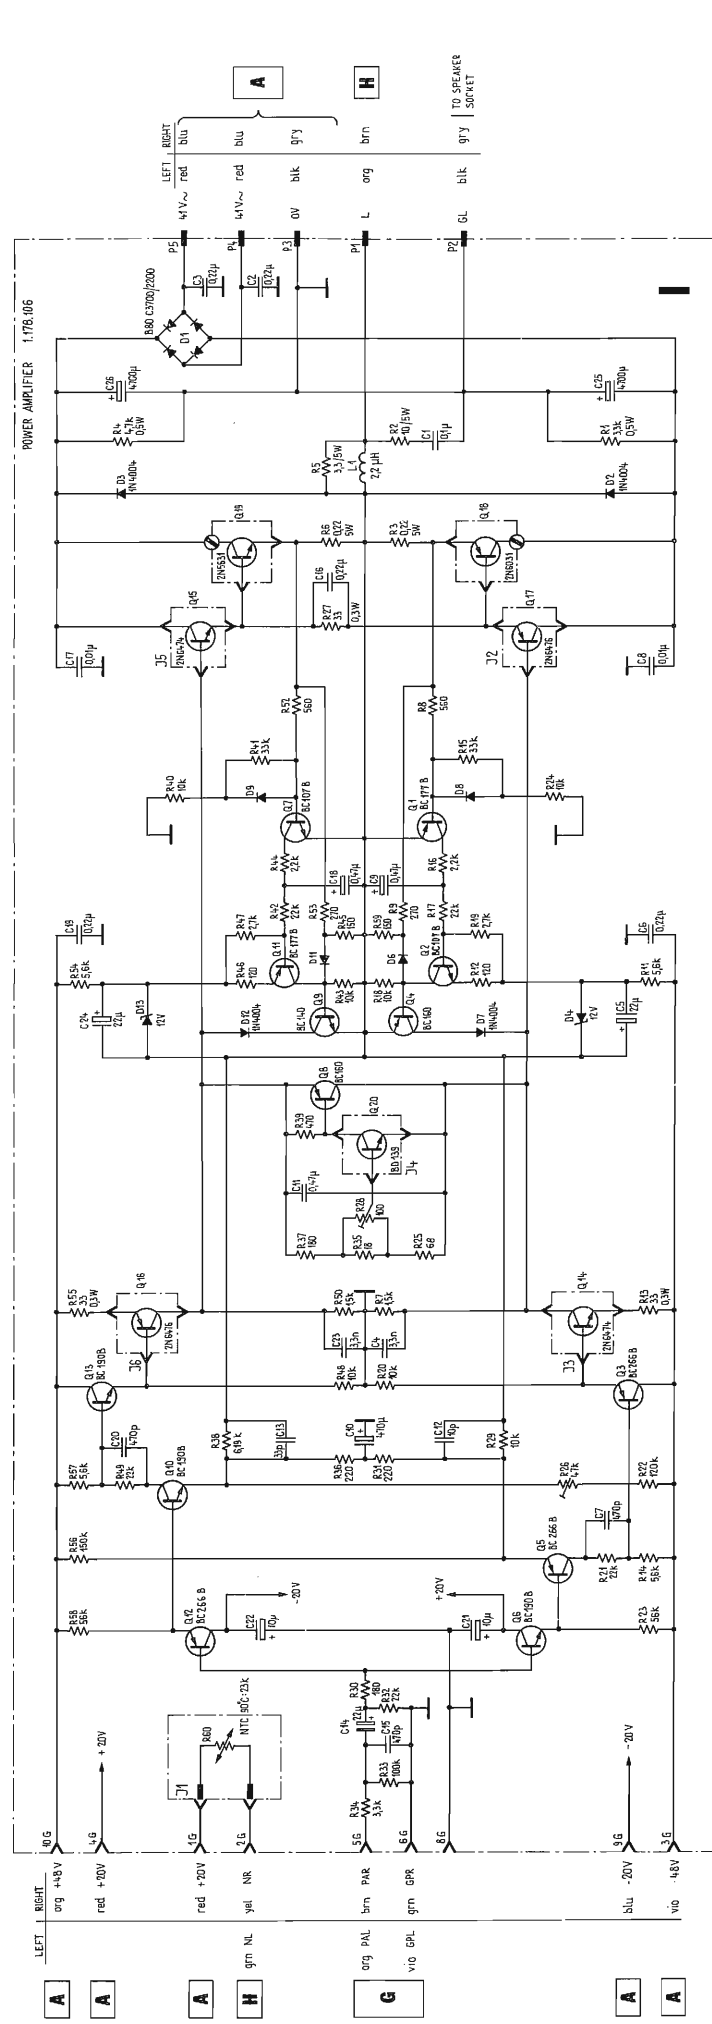 POWER AMPLIFIER 1.178.106
LEFT RIGHT
P5 41V~ red blu
P4 41V~ red blu
A
P3 0V blk gry
P1 L org brn
H
P2 GL blk gry
TO SPEAKER
SOCKET
B80 C3700/2200
D1
C3
0,22µ
C2
0,22µ
C26
4700µ
R4
4,7k
0,5W
D3
1N4004
R5
3,3/5W
L1
2,2 µH
R2
10/5W
C1
0,1µ
C25
4700µ
R1
3,3k
0,5W
D2
1N4004
Q19
2N5631
R6
0,22
5W
R3
0,22
5W
Q18
2N6031
Q15
2N6474
J5
C16
0,22µ
R27
33
0,3W
Q17
2N6476
J2
C17
0,01µ
C8
0,01µ
R52
560
R8
560
R41
33k
R15
33k
R40
10k
D9
D8
R24
10k
Q7
BC107B
Q1
BC177B
R44
2,2k
C18
0,47µ
C9
0,47µ
R16
2,2k
C19
0,22µ
R47
2,7k
R42
22k
R53
270
R45
150
R59
150
R9
270
R17
22k
R19
2,7k
C6
0,22µ
R54
5,6k
R46
120
Q11
BC177B
D11
R43
10k
R18
10k
D6
Q2
BC107B
R12
120
R11
5,6k
C24
22µ
D13
12V
D12
1N4004
Q9
BC140
Q4
BC160
D7
1N4004
D4
12V
C5
22µ
Q8
BC160
R39
470
Q20
BD139
J4
C11
0,47µ
R28
100
R37
180
R35
18
R25
68
R55
33
0,3W
Q16
2N6476
J6
R50
1,5k
R7
1,5k
C23
3,3n
C4
3,3n
R48
10k
R20
10k
Q14
2N6474
J3
R13
33
0,3W
Q13
BC190B
Q3
BC266B
C20
470p
R38
6,19k
C13
33p
C10
470µ
C12
10p
R29
10k
R57
5,6k
R49
22k
Q10
BC190B
R36
220
R31
220
R26
47k
R22
120k
R56
150k
Q5
BC266B
C7
470p
R21
22k
R14
5,6k
R58
56k
Q12
BC266B
C22
10µ
-20V
+20V
C21
10µ
Q6
BC190B
R23
56k
R30
180
R32
22k
C14
22µ
C15
470p
R33
100k
R34
3,3k
J1
R60
NTC 90°C:23k
+20V
-20V
LEFT RIGHT
A org +48V 10G
A red +20V 4G
A red +20V 1G
H grn NL yel NR 2G
G org PAL brn PAR 5G
vio GPL grn GPR 6G
8G
A blu -20V 9G
A vio -48V 3G